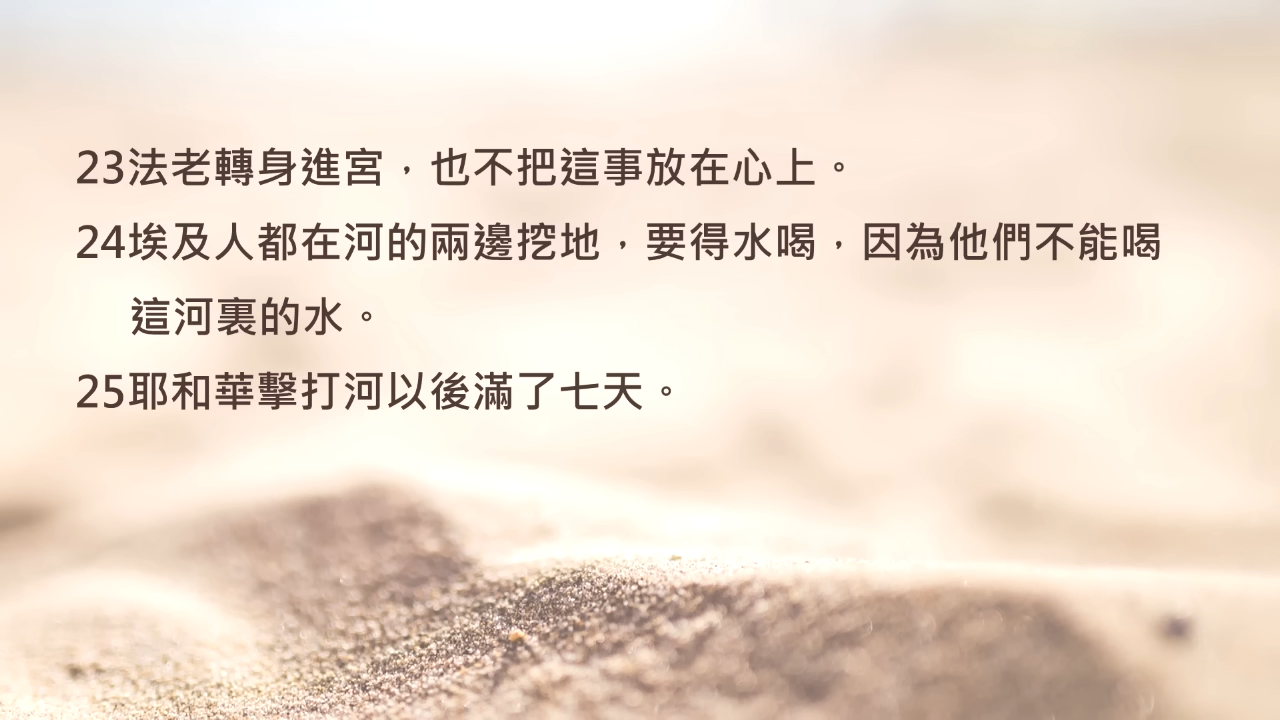 23法老轉身進宮，也不把這事放在心上。
24埃及人都在河的兩邊挖地，要得水喝，因為他們不能喝
這河裏的水。
25耶和華擊打河以後滿了七天。